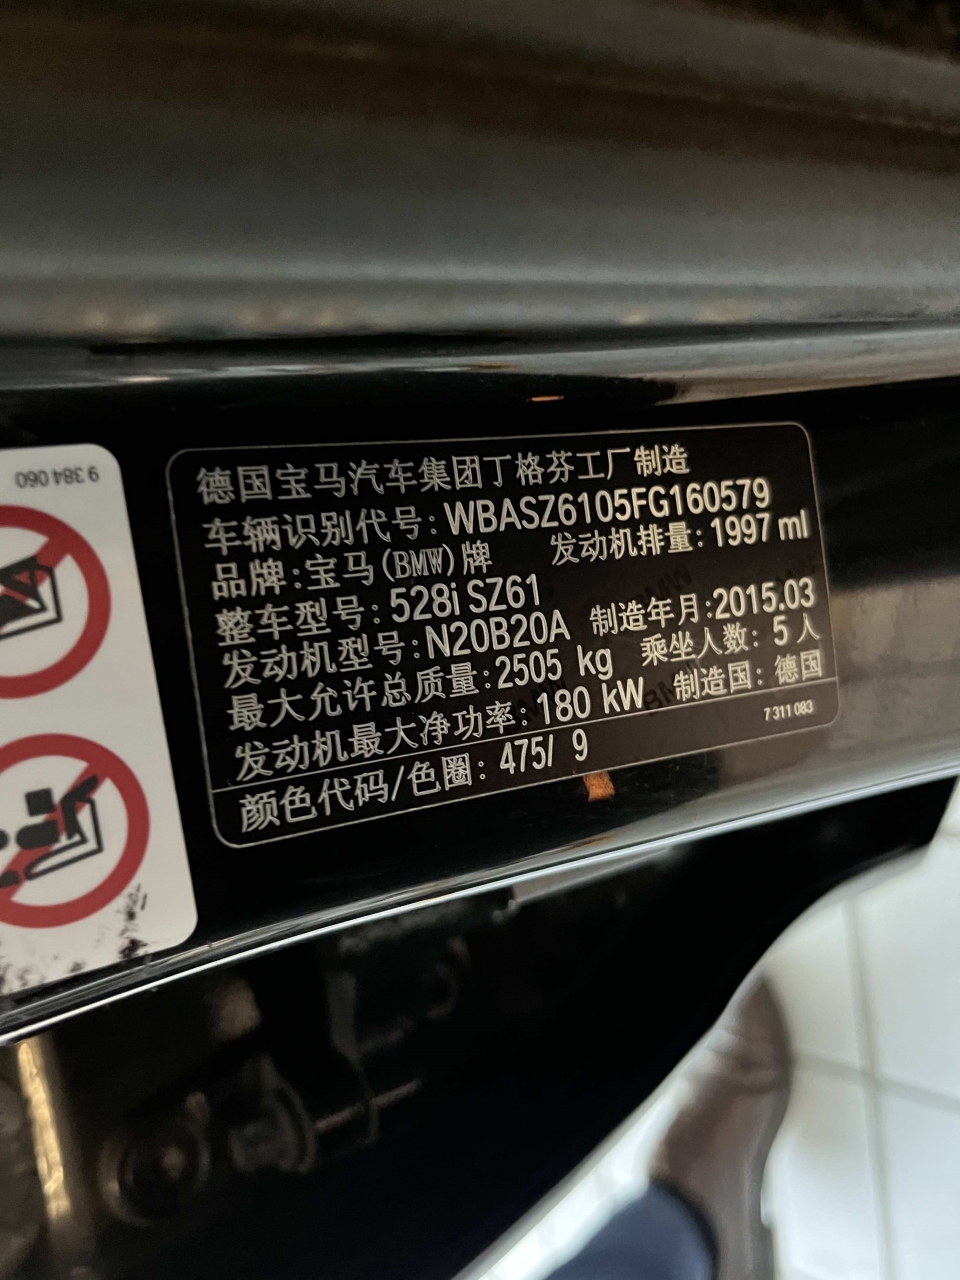 9 384 060
德国宝马汽车集团丁格芬工厂制造
车辆识别代号: WBASZ6105FG160579
品牌:宝马(BMW)牌 发动机排量: 1997 ml
整车型号: 528i SZ61
发动机型号: N20B20A 制造年月:2015.03
最大允许总质量: 2505 kg 乘坐人数: 5 人
发动机最大净功率: 180 kW 制造国: 德国
7 311 083
颜色代码/色圈: 475/ 9